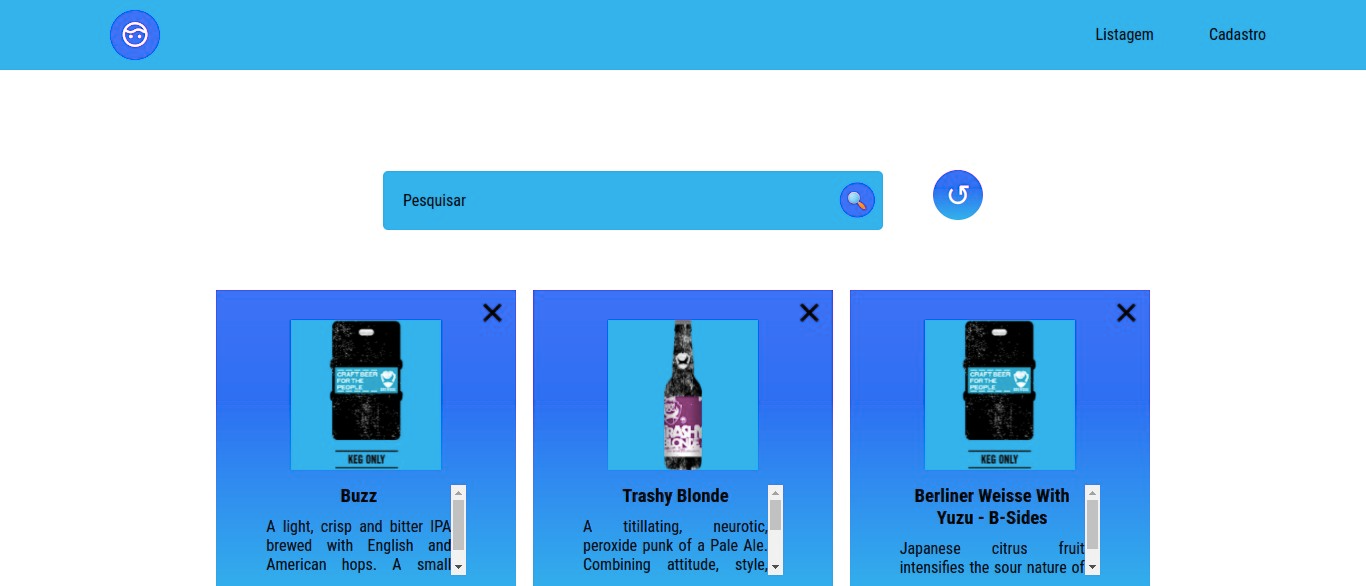 Listagem Cadastro
Pesquisar
CRAFT BEER
FOR THE
PEOPLE
KEG ONLY
TRASHY
BLONDE
CRAFT BEER
FOR THE
PEOPLE
KEG ONLY
Buzz
A light, crisp and bitter IPA
brewed with English and
American hops. A small
Trashy Blonde
A titillating, neurotic,
peroxide punk of a Pale Ale.
Combining attitude, style,
Berliner Weisse With
Yuzu - B-Sides
Japanese citrus fruit
intensifies the sour nature of